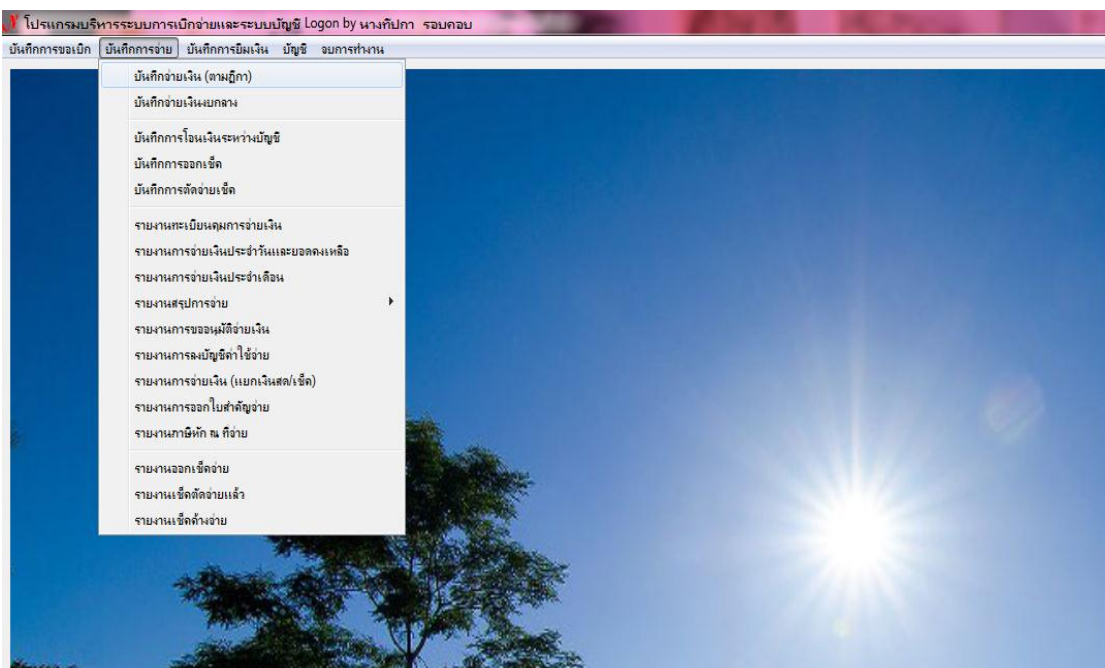 โปรแกรมบริหารระบบการเบิกจ่ายและระบบบัญชี Logon by นางทิปภา รอบคอบ
บันทึกการขอเบิก บันทึกการจ่าย บันทึกการยืมเงิน บัญชี จบการทำงาน
บันทึกจ่ายเงิน (ตามฎีกา)
บันทึกจ่ายเงินงบกลาง
บันทึกการโอนเงินระหว่างบัญชี
บันทึกการออกเช็ค
บันทึกการตัดจ่ายเช็ค
รายงานทะเบียนคุมการจ่ายเงิน
รายงานการจ่ายเงินประจำวันและยอดคงเหลือ
รายงานการจ่ายเงินประจำเดือน
รายงานสรุปการจ่าย
รายงานการขออนุมัติจ่ายเงิน
รายงานการลงบัญชีค่าใช้จ่าย
รายงานการจ่ายเงิน (แยกเงินสด/เช็ค)
รายงานการออกใบสำคัญจ่าย
รายงานภาษีหัก ณ ที่จ่าย
รายงานออกเช็คจ่าย
รายงานเช็คตัดจ่ายแล้ว
รายงานเช็คค้างจ่าย